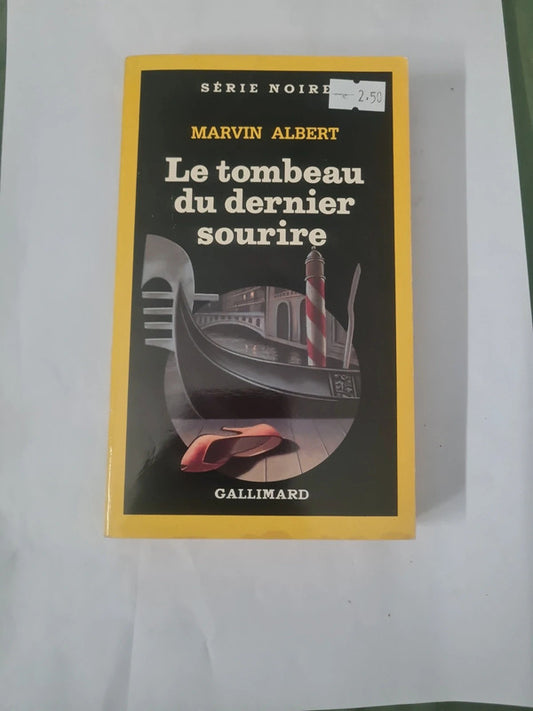 SÉRIE NOIRE
2.50
MARVIN ALBERT
Le tombeau
du dernier
sourire
GALLIMARD